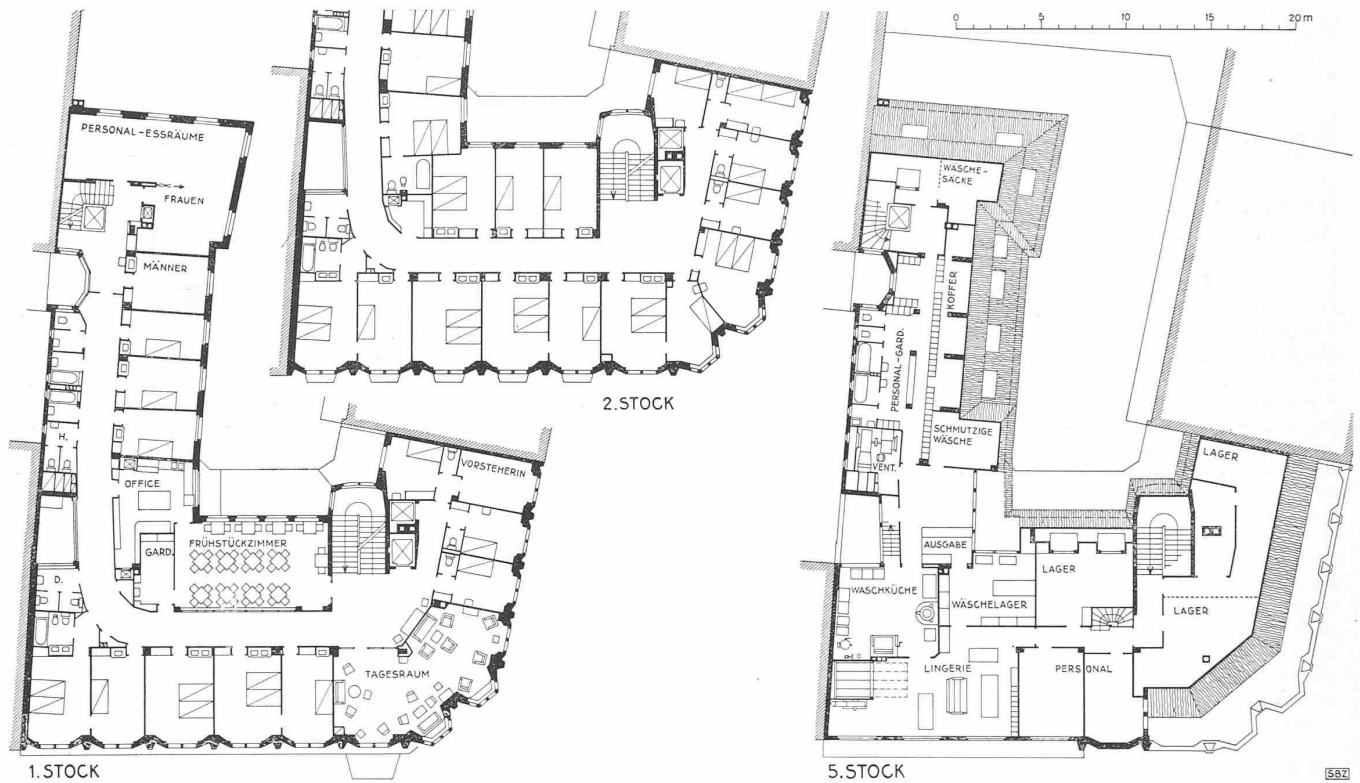 0 5 10 15 20 m
PERSONAL-ESSRÄUME
FRAUEN
MÄNNER
H.
OFFICE
GARD.
FRÜHSTÜCKZIMMER
D.
VORSTEHERIN
TAGESRAUM
1. STOCK
2. STOCK
WÄSCHE-
SÄCKE
KOFFER
PERSONAL-GARD.
SCHMUTZIGE
WÄSCHE
VENT.
AUSGABE
WASCHKÜCHE
WÄSCHELAGER
LAGER
LAGER
LAGER
LINGERIE
PERSONAL
5. STOCK
SBZ